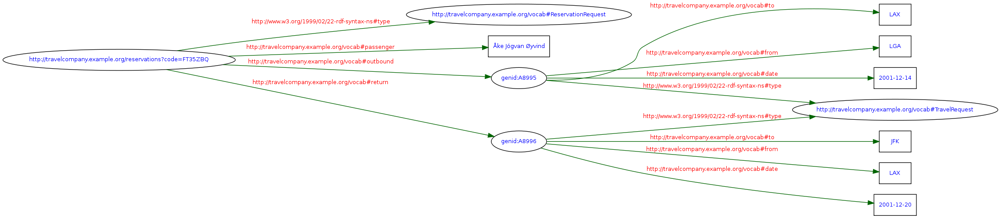 http://travelcompany.example.org/vocab#to
LAX
http://travelcompany.example.org/vocab#ReservationRequest
http://www.w3.org/1999/02/22-rdf-syntax-ns#type
http://travelcompany.example.org/vocab#passenger
Åke Jógvan Øyvind
LGA
http://travelcompany.example.org/vocab#from
http://travelcompany.example.org/reservations?code=FT35ZBQ
http://travelcompany.example.org/vocab#outbound
genid:A8995
http://travelcompany.example.org/vocab#date
2001-12-14
http://travelcompany.example.org/vocab#return
http://www.w3.org/1999/02/22-rdf-syntax-ns#type
http://travelcompany.example.org/vocab#TravelRequest
http://www.w3.org/1999/02/22-rdf-syntax-ns#type
genid:A8996
http://travelcompany.example.org/vocab#to
JFK
http://travelcompany.example.org/vocab#from
LAX
http://travelcompany.example.org/vocab#date
2001-12-20